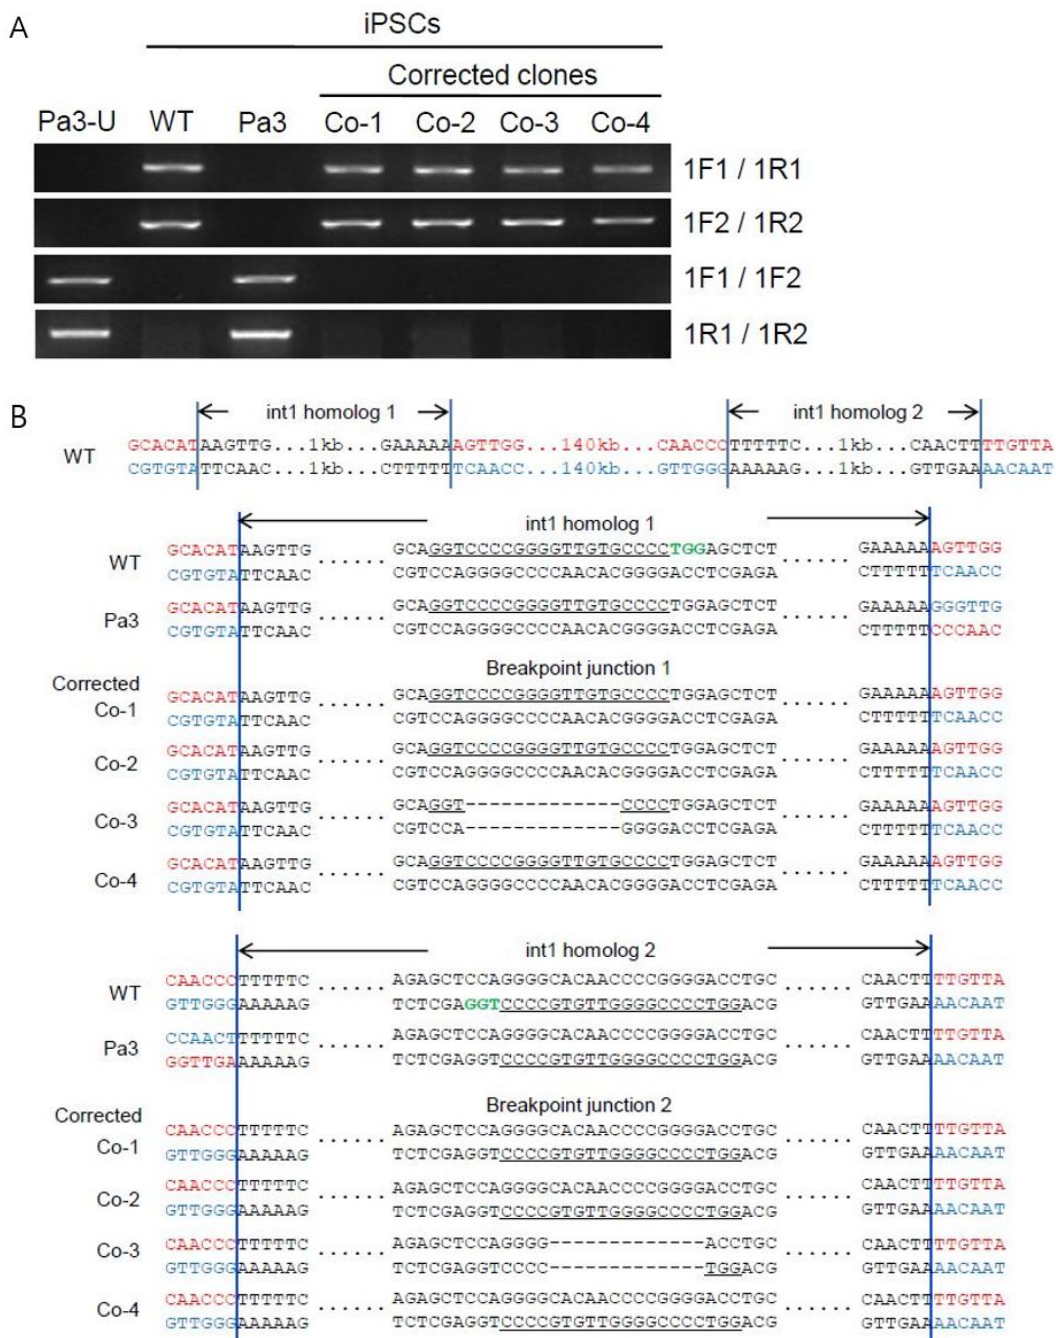 A
iPSCs
Corrected clones
Pa3-U WT Pa3 Co-1 Co-2 Co-3 Co-4
1F1 / 1R1
1F2 / 1R2
1F1 / 1F2
1R1 / 1R2
B
int1 homolog 1 int1 homolog 2
WT
GCACATAAGTTG...1kb...GAAAAAAGTTGG...140kb...CAACCCTTTTTC...1kb...CAACTTTTGTTA
CGTGTATTCAAC...1kb...CTTTTTTCAACC...140kb...GTTGGGAAAAAG...1kb...GTTGAAAACAAT
int1 homolog 1
WT
GCACATAAGTTG ...... GCAGGTCCCCGGGGTTGTGCCCCTGGAGCTCT ...... GAAAAAAGTTGG
CGTGTATTCAAC CGTCCAGGGGCCCCAACACGGGGACCTCGAGA CTTTTTTCAACC
Pa3
GCACATAAGTTG ...... GCAGGTCCCCGGGGTTGTGCCCCTGGAGCTCT ...... GAAAAAGGGTTG
CGTGTATTCAAC CGTCCAGGGGCCCCAACACGGGGACCTCGAGA CTTTTTCCCAAC
Breakpoint junction 1
Corrected
Co-1
GCACATAAGTTG ...... GCAGGTCCCCGGGGTTGTGCCCCTGGAGCTCT ...... GAAAAAAGTTGG
CGTGTATTCAAC CGTCCAGGGGCCCCAACACGGGGACCTCGAGA CTTTTTTCAACC
Co-2
GCACATAAGTTG ...... GCAGGTCCCCGGGGTTGTGCCCCTGGAGCTCT ...... GAAAAAAGTTGG
CGTGTATTCAAC CGTCCAGGGGCCCCAACACGGGGACCTCGAGA CTTTTTTCAACC
Co-3
GCACATAAGTTG ...... GCAGGT-------------CCCCTGGAGCTCT ...... GAAAAAAGTTGG
CGTGTATTCAAC CGTCCA-------------GGGGACCTCGAGA CTTTTTTCAACC
Co-4
GCACATAAGTTG ...... GCAGGTCCCCGGGGTTGTGCCCCTGGAGCTCT ...... GAAAAAAGTTGG
CGTGTATTCAAC CGTCCAGGGGCCCCAACACGGGGACCTCGAGA CTTTTTTCAACC
int1 homolog 2
WT
CAACCCTTTTTC ...... AGAGCTCCAGGGGCACAACCCCGGGGACCTGC ...... CAACTTTTGTTA
GTTGGGAAAAAG TCTCGAGGTCCCCGTGTTGGGGCCCCTGGACG GTTGAAAACAAT
Pa3
CCAACTTTTTTC ...... AGAGCTCCAGGGGCACAACCCCGGGGACCTGC ...... CAACTTTTGTTA
GGTTGAAAAAAG TCTCGAGGTCCCCGTGTTGGGGCCCCTGGACG GTTGAAAACAAT
Breakpoint junction 2
Corrected
Co-1
CAACCCTTTTTC ...... AGAGCTCCAGGGGCACAACCCCGGGGACCTGC ...... CAACTTTTGTTA
GTTGGGAAAAAG TCTCGAGGTCCCCGTGTTGGGGCCCCTGGACG GTTGAAAACAAT
Co-2
CAACCCTTTTTC ...... AGAGCTCCAGGGGCACAACCCCGGGGACCTGC ...... CAACTTTTGTTA
GTTGGGAAAAAG TCTCGAGGTCCCCGTGTTGGGGCCCCTGGACG GTTGAAAACAAT
Co-3
CAACCCTTTTTC ...... AGAGCTCCAGGGG-------------ACCTGC ...... CAACTTTTGTTA
GTTGGGAAAAAG TCTCGAGGTCCCC-------------TGGACG GTTGAAAACAAT
Co-4
CAACCCTTTTTC ...... AGAGCTCCAGGGGCACAACCCCGGGGACCTGC ...... CAACTTTTGTTA
GTTGGGAAAAAG TCTCGAGGTCCCCGTGTTGGGGCCCCTGGACG GTTGAAAACAAT